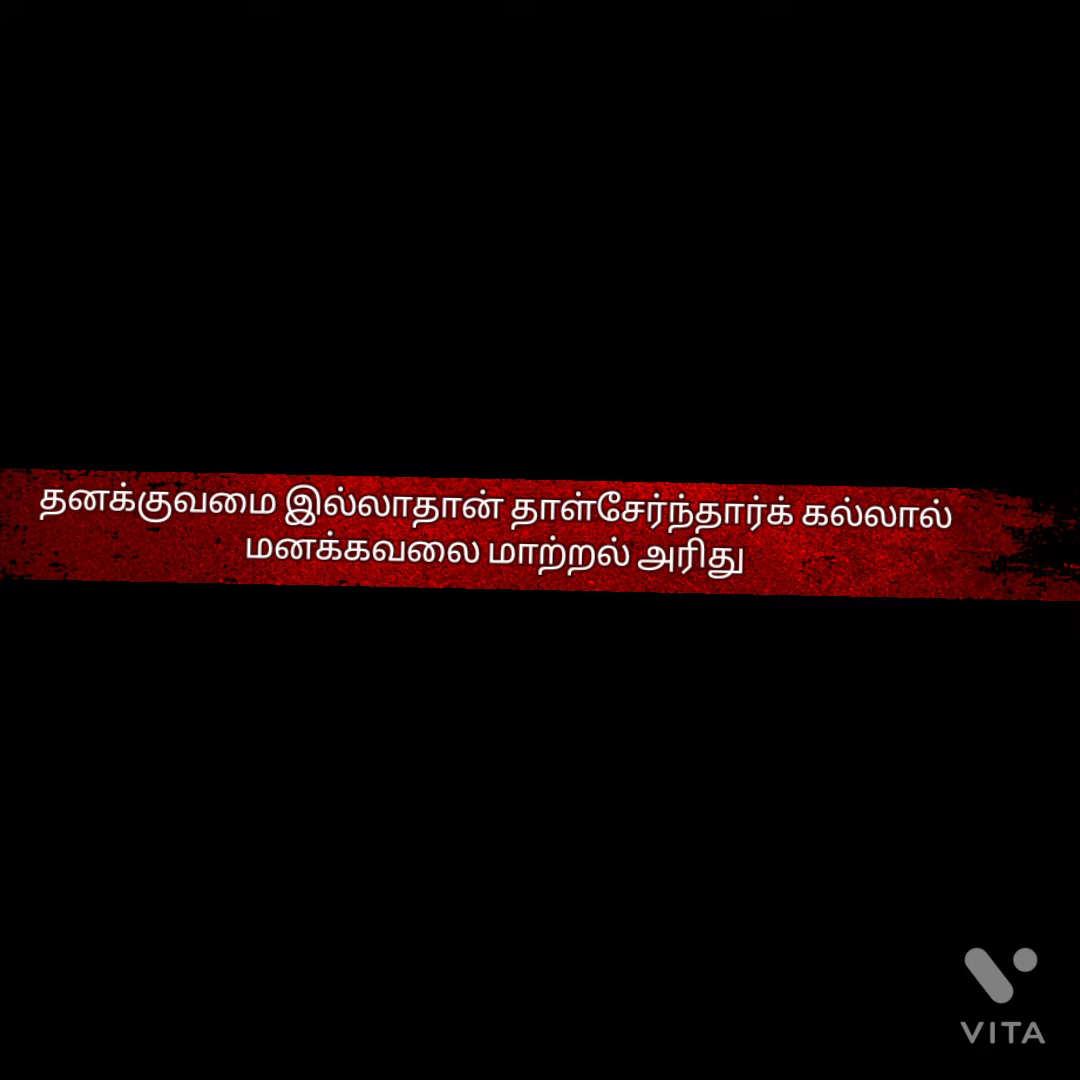 தனக்குவமை இல்லாதான் தாள்சேர்ந்தார்க் கல்லால்
மனக்கவலை மாற்றல் அரிது
VITA